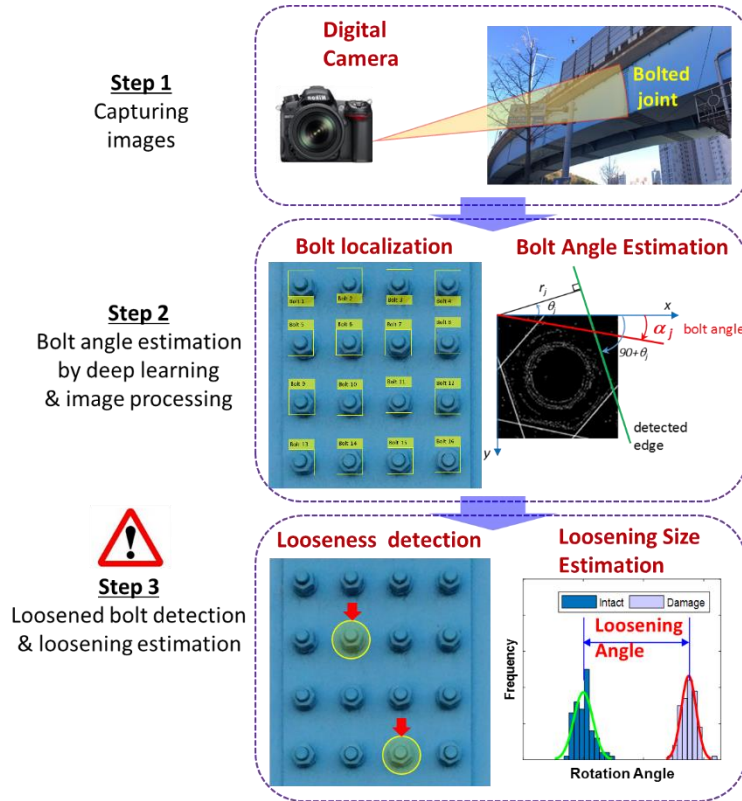 Step 1
Capturing
images
Digital
Camera
Bolted
joint
Step 2
Bolt angle estimation
by deep learning
& image processing
Bolt localization
Bolt 1
Bolt 2
Bolt 3
Bolt 4
Bolt 5
Bolt 6
Bolt 7
Bolt 8
Bolt 9
Bolt 10
Bolt 11
Bolt 12
Bolt 13
Bolt 14
Bolt 15
Bolt 16
Bolt Angle Estimation
rj
θj
x
αj bolt angle
90+θj
detected
edge
y
!
Step 3
Loosened bolt detection
& loosening estimation
Looseness detection
Loosening Size
Estimation
Intact
Damage
Loosening
Angle
Frequency
Rotation Angle